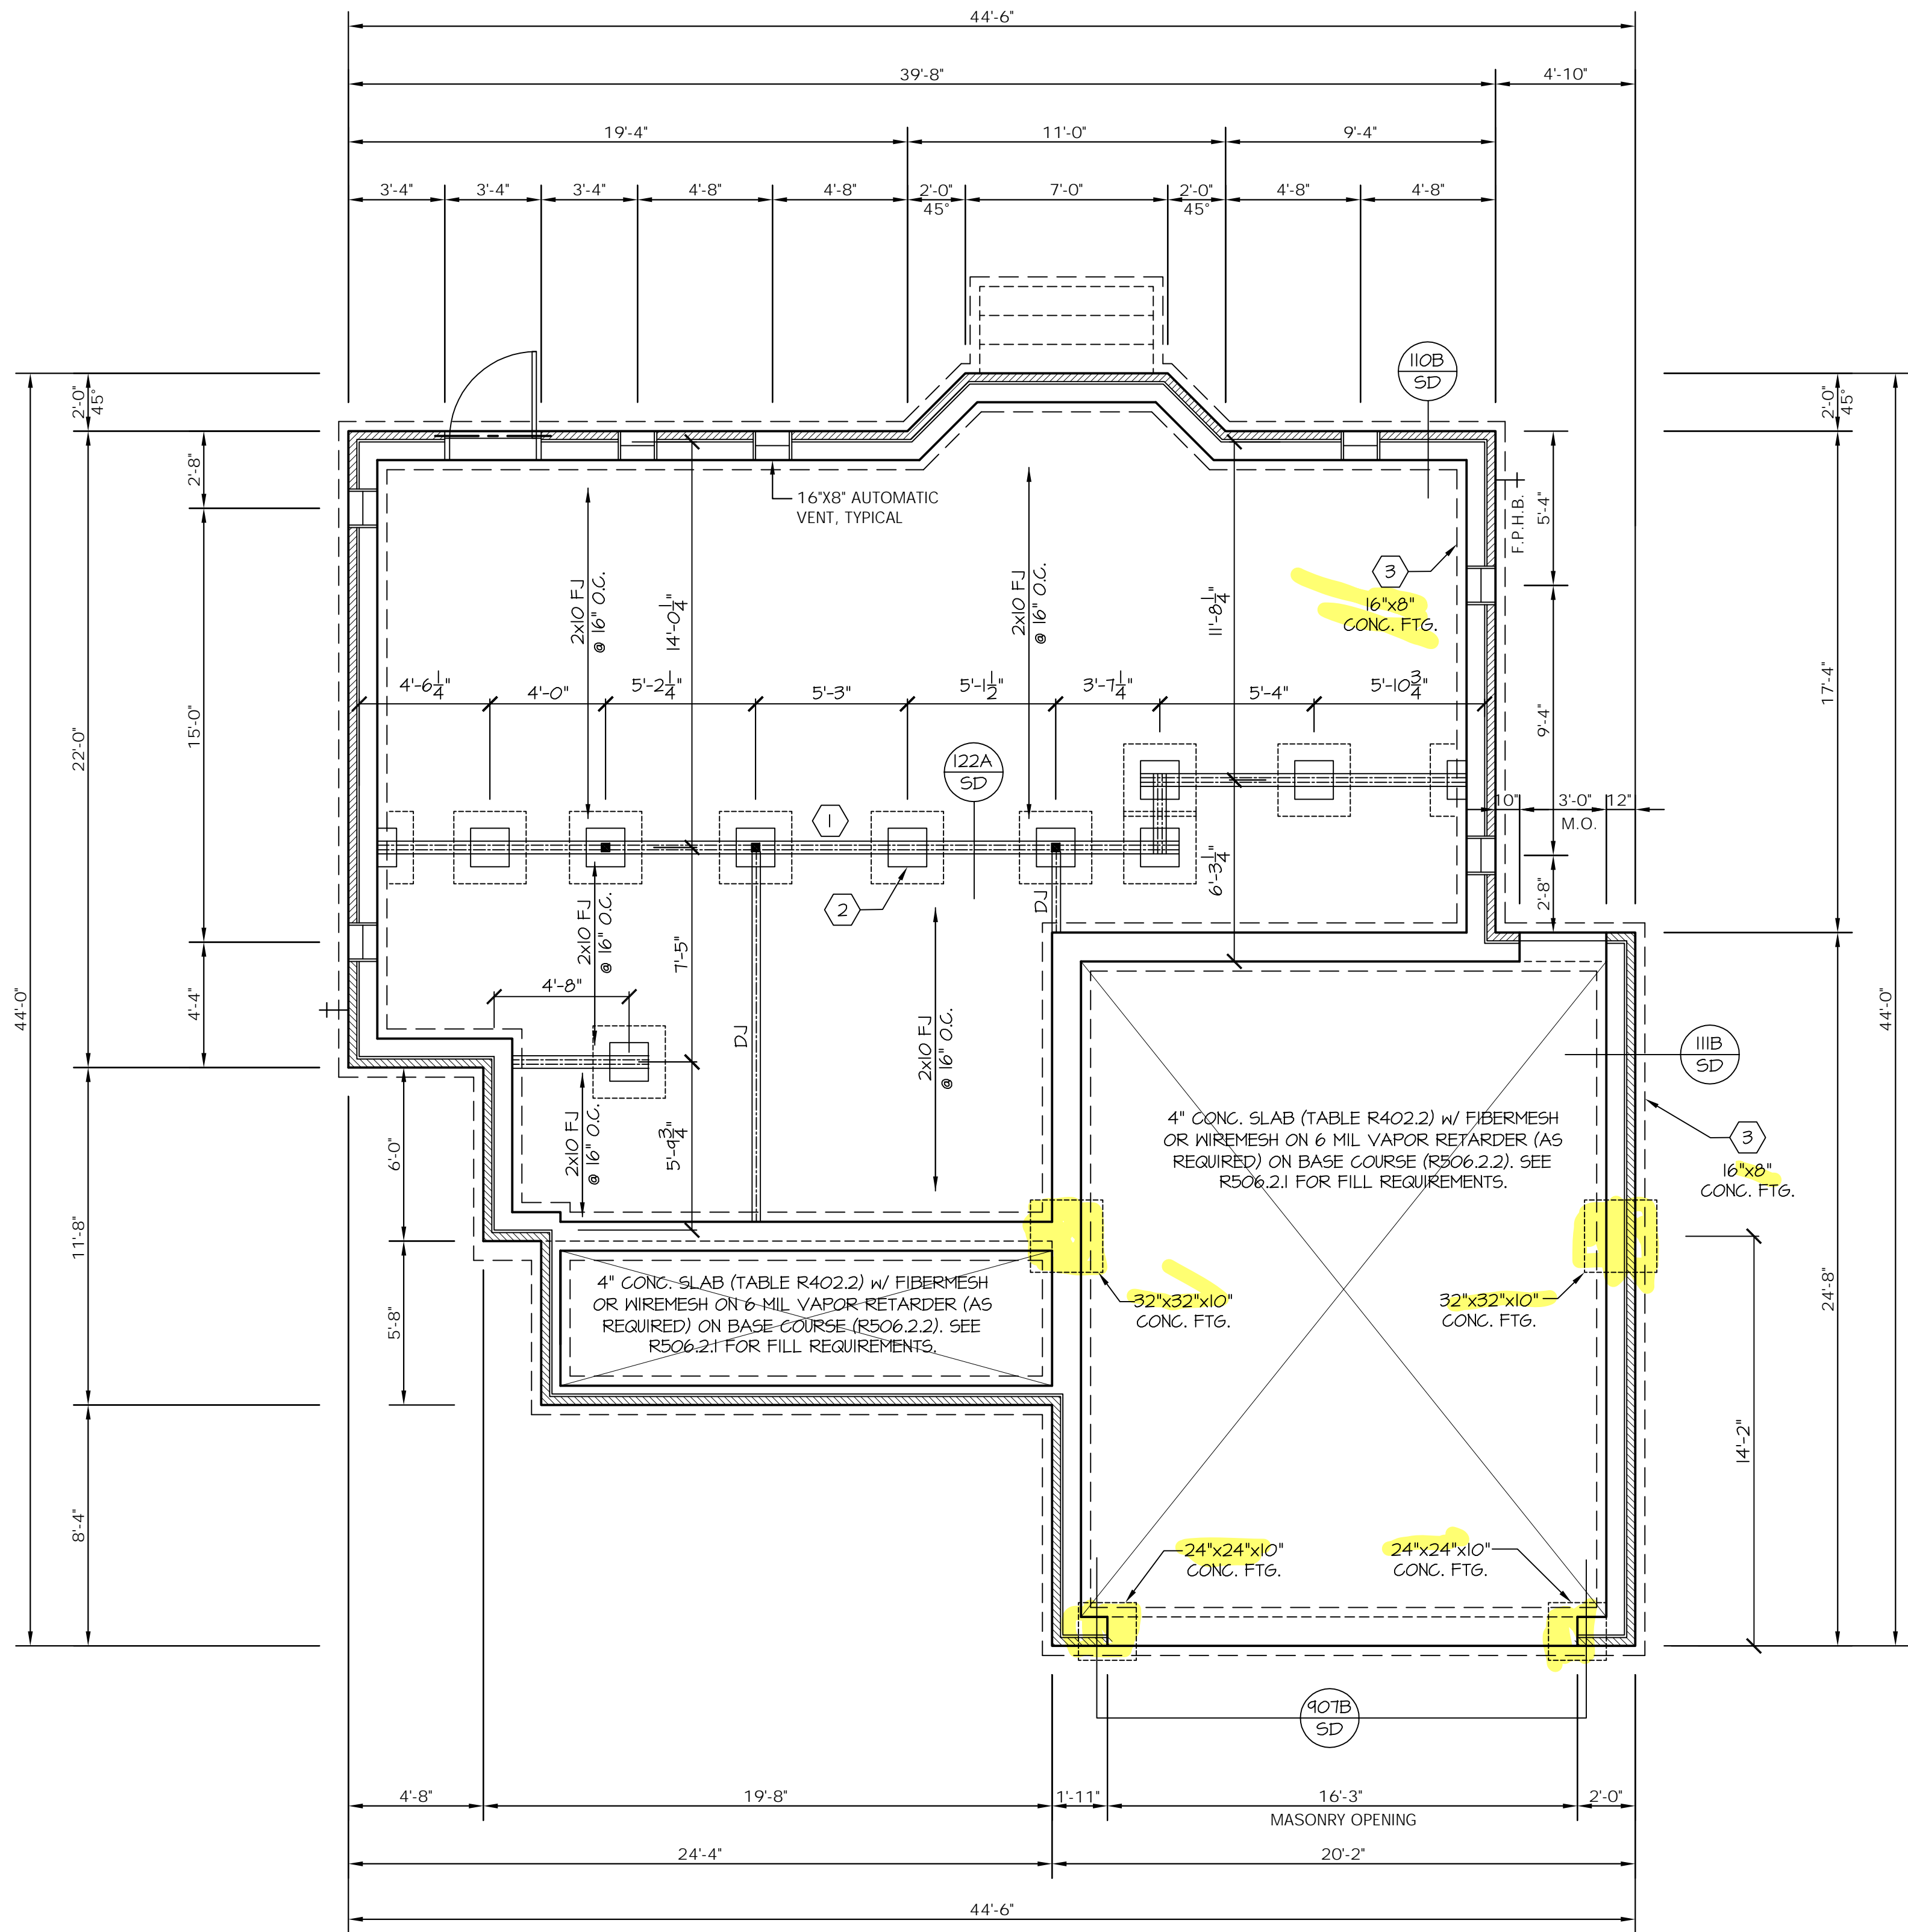 44'-6"
39'-8"
4'-10"
19'-4"
11'-0"
9'-4"
3'-4"
3'-4"
3'-4"
4'-8"
4'-8"
2'-0"
45°
7'-0"
2'-0"
45°
4'-8"
4'-8"
110B
SD
2'-0"
45°
2'-0"
45°
2'-8"
16"X8" AUTOMATIC
VENT, TYPICAL
F.P.H.B.
5'-4"
3
16"x8"
CONC. FTG.
2x10 FJ
@ 16" O.C.
14'-0 1/4"
2x10 FJ
@ 16" O.C.
11'-8 1/4"
4'-6 1/4"
4'-0"
5'-2 1/4"
5'-3"
5'-1 1/2"
3'-7 1/4"
5'-4"
5'-10 3/4"
22'-0"
15'-0"
9'-4"
17'-4"
122A
SD
1
10"
3'-0"
12"
M.O.
2
2x10 FJ
@ 16" O.C.
7'-5"
DJ
6'-3 1/4"
2'-8"
4'-8"
44'-0"
4'-4"
44'-0"
DJ
2x10 FJ
@ 16" O.C.
111B
SD
2x10 FJ
@ 16" O.C.
5'-9 3/4"
6'-0"
4" CONC. SLAB (TABLE R402.2) W/ FIBERMESH
OR WIREMESH ON 6 MIL VAPOR RETARDER (AS
REQUIRED) ON BASE COURSE (R506.2.2). SEE
R506.2.1 FOR FILL REQUIREMENTS.
3
16"x8"
CONC. FTG.
11'-8"
5'-8"
4" CONC. SLAB (TABLE R402.2) W/ FIBERMESH
OR WIREMESH ON 6 MIL VAPOR RETARDER (AS
REQUIRED) ON BASE COURSE (R506.2.2). SEE
R506.2.1 FOR FILL REQUIREMENTS.
32"x32"x10"
CONC. FTG.
32"x32"x10"
CONC. FTG.
24'-8"
14'-2"
8'-4"
24"x24"x10"
CONC. FTG.
24"x24"x10"
CONC. FTG.
907B
SD
4'-8"
19'-8"
1'-11"
16'-3"
MASONRY OPENING
2'-0"
24'-4"
20'-2"
44'-6"